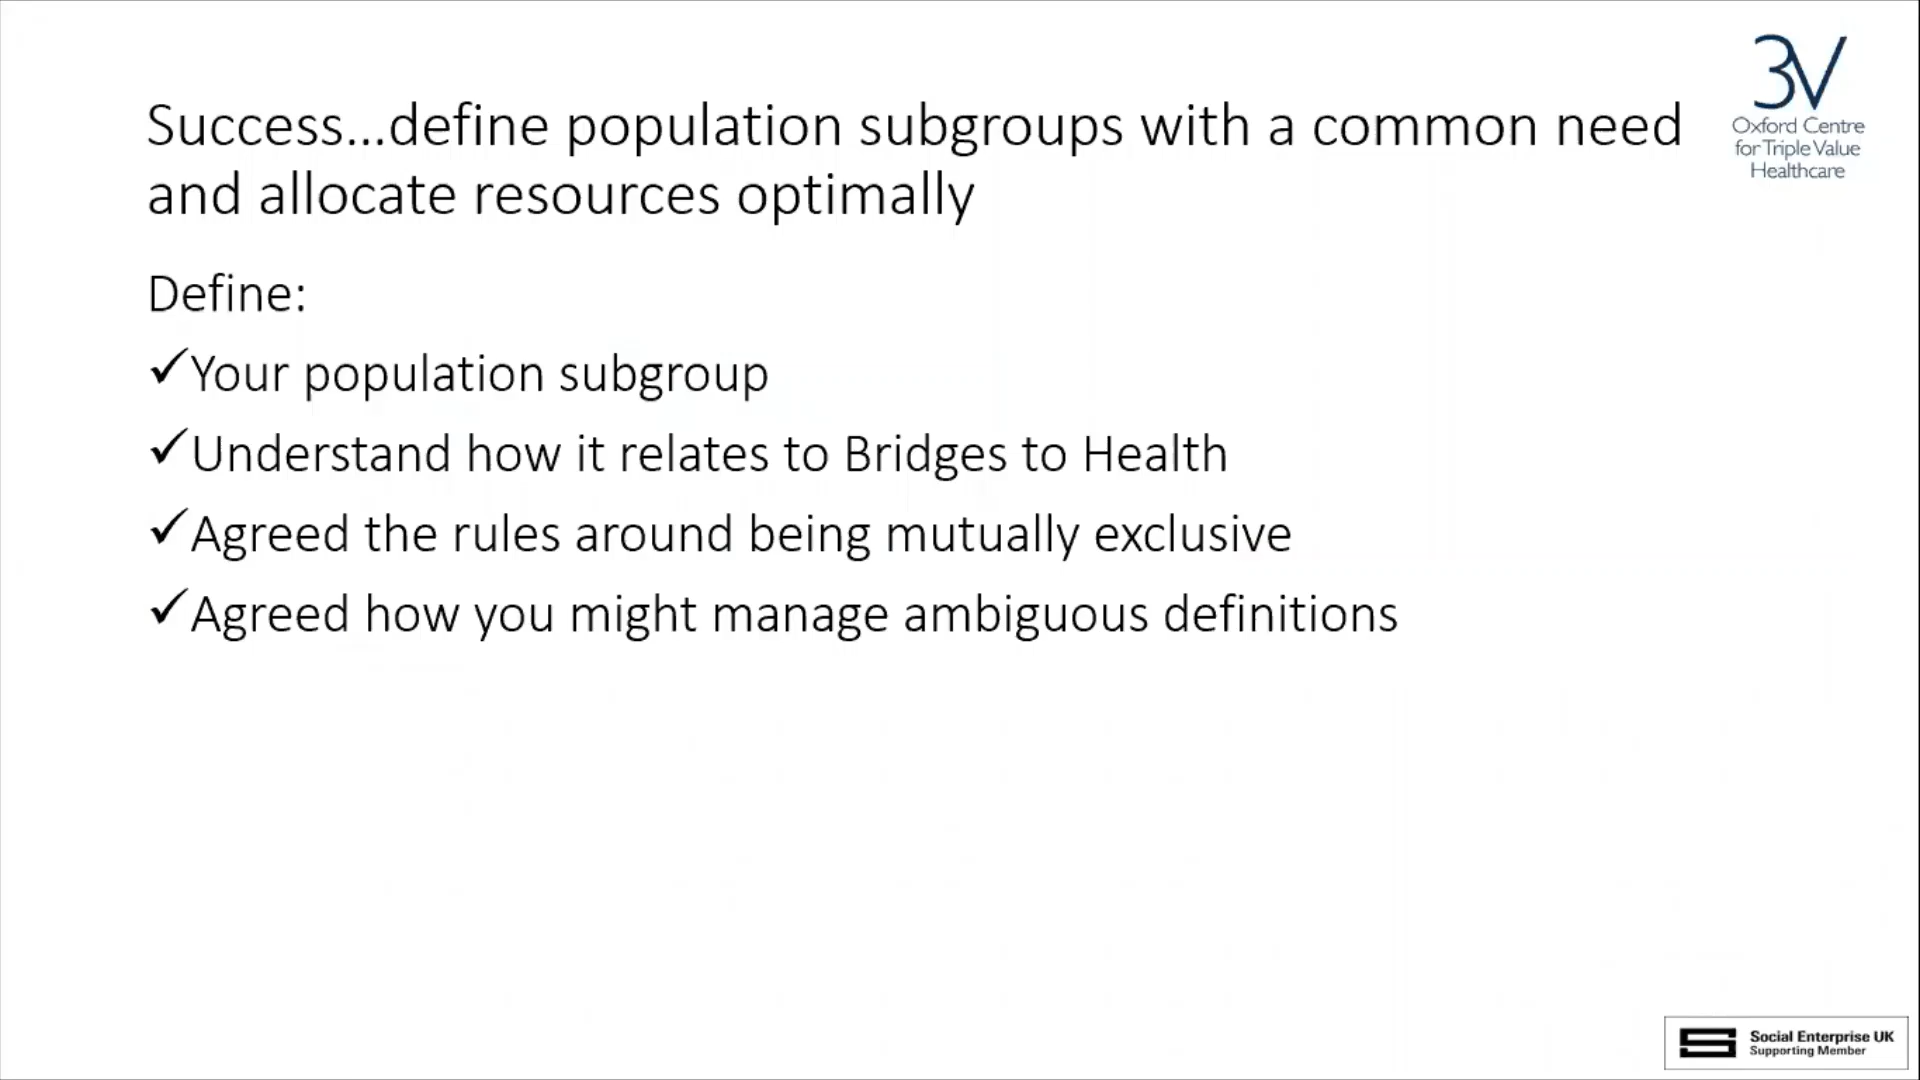 3V
Oxford Centre
for Triple Value
Healthcare
Success...define population subgroups with a common need
and allocate resources optimally
Define:
✓Your population subgroup
✓Understand how it relates to Bridges to Health
✓Agreed the rules around being mutually exclusive
✓Agreed how you might manage ambiguous definitions
Social Enterprise UK
Supporting Member